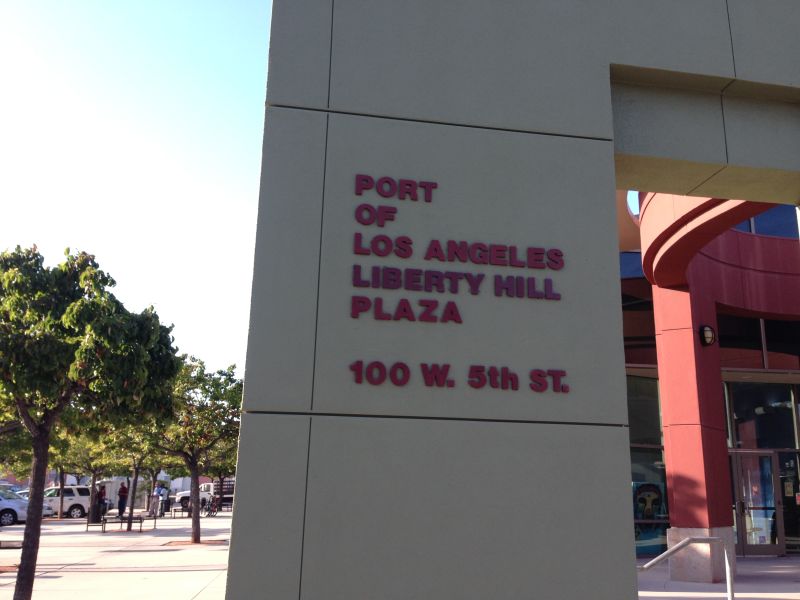 PORT
OF
LOS ANGELES
LIBERTY HILL
PLAZA
100 W. 5th ST.